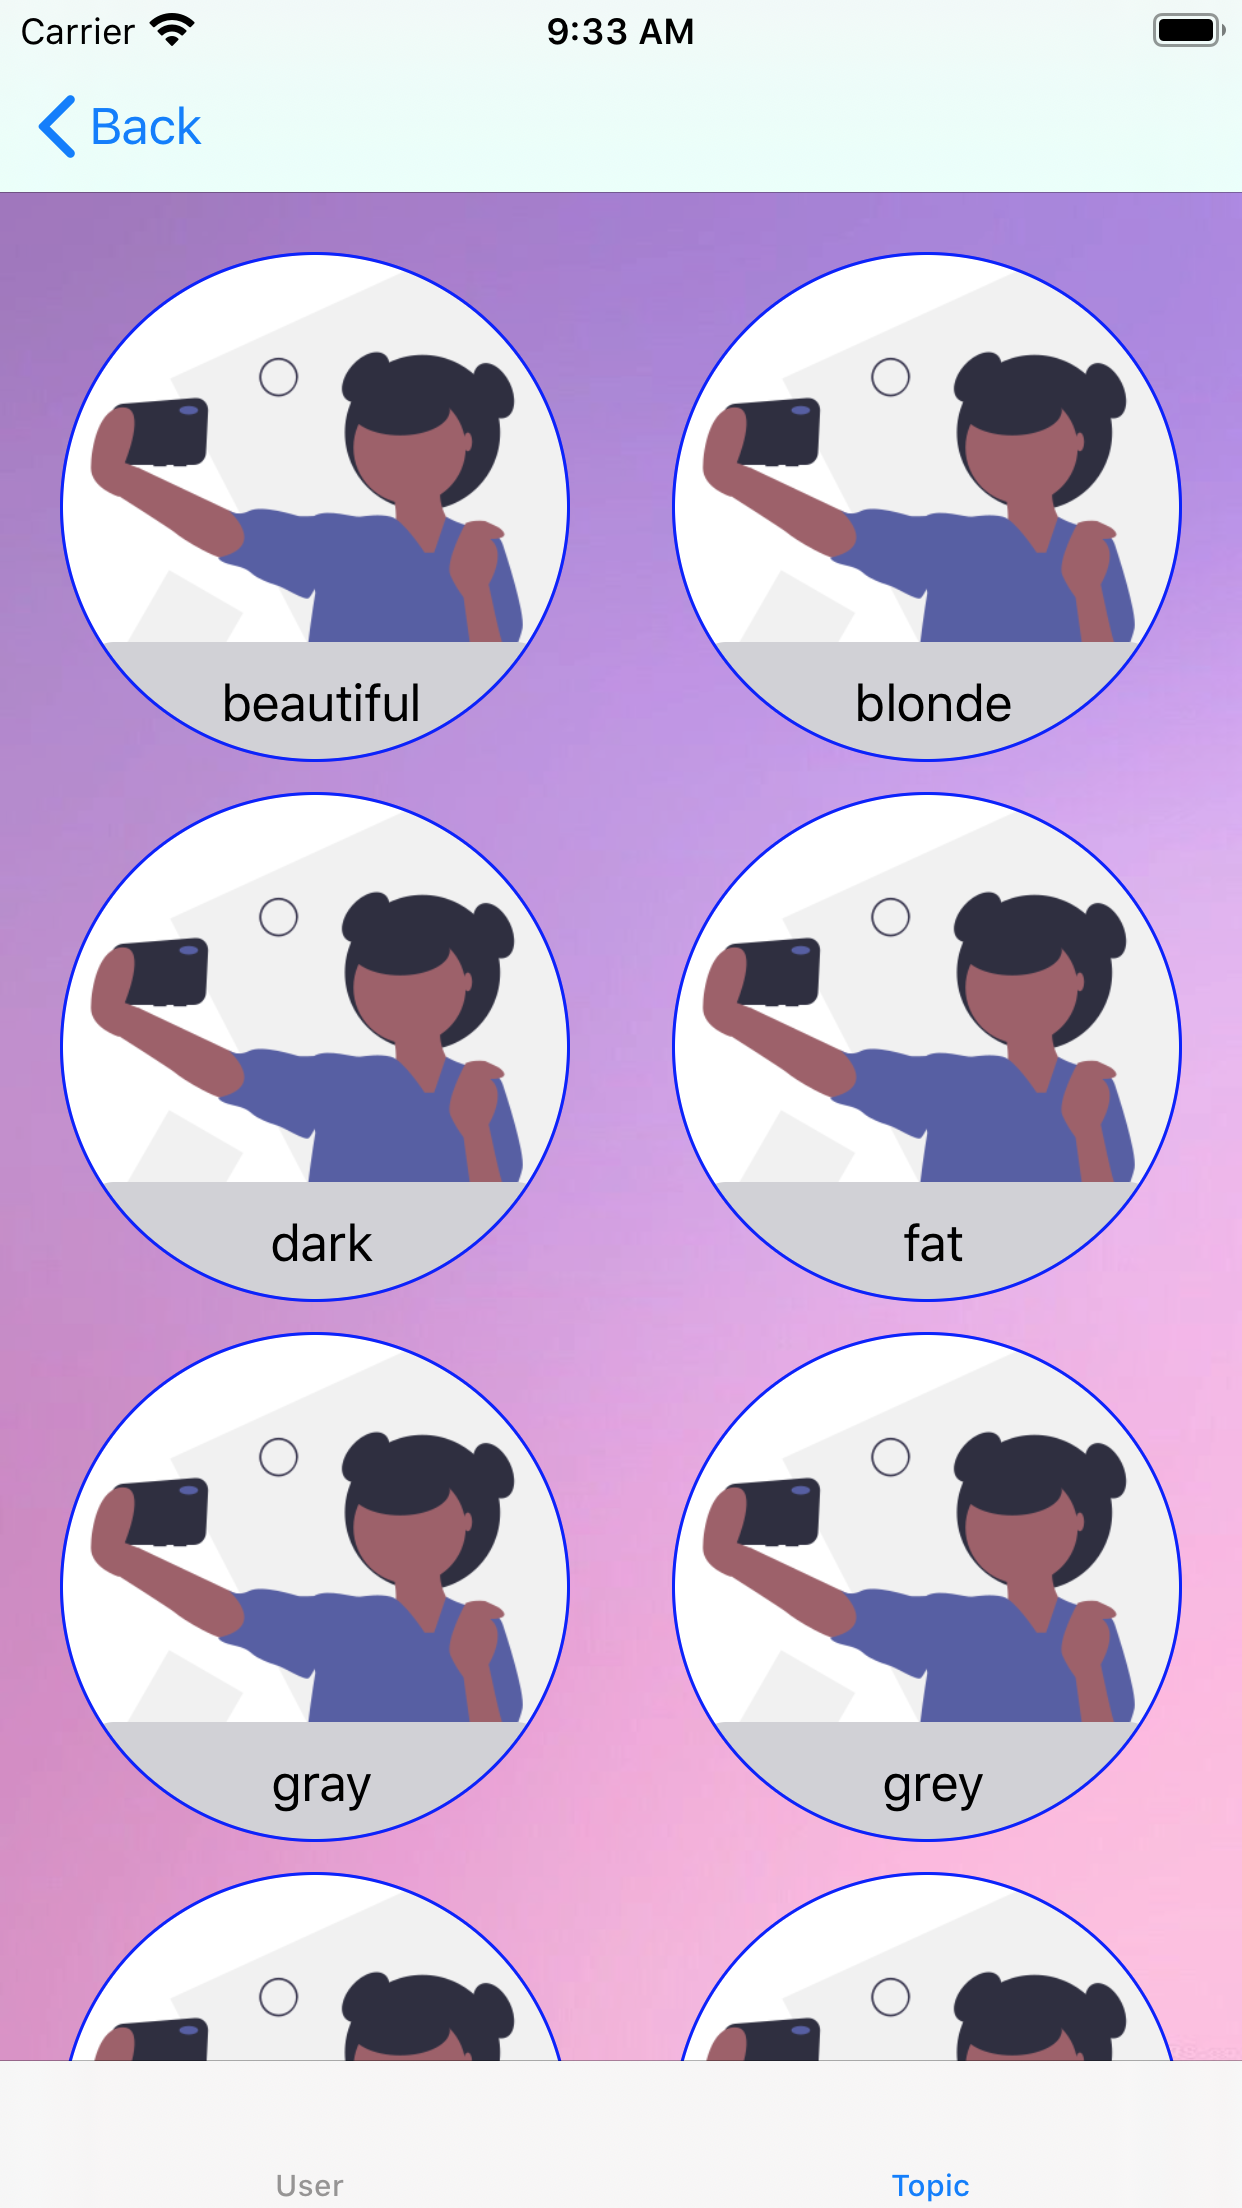 Carrier 9:33 AM
Back
beautiful blonde
dark fat
gray grey
User Topic